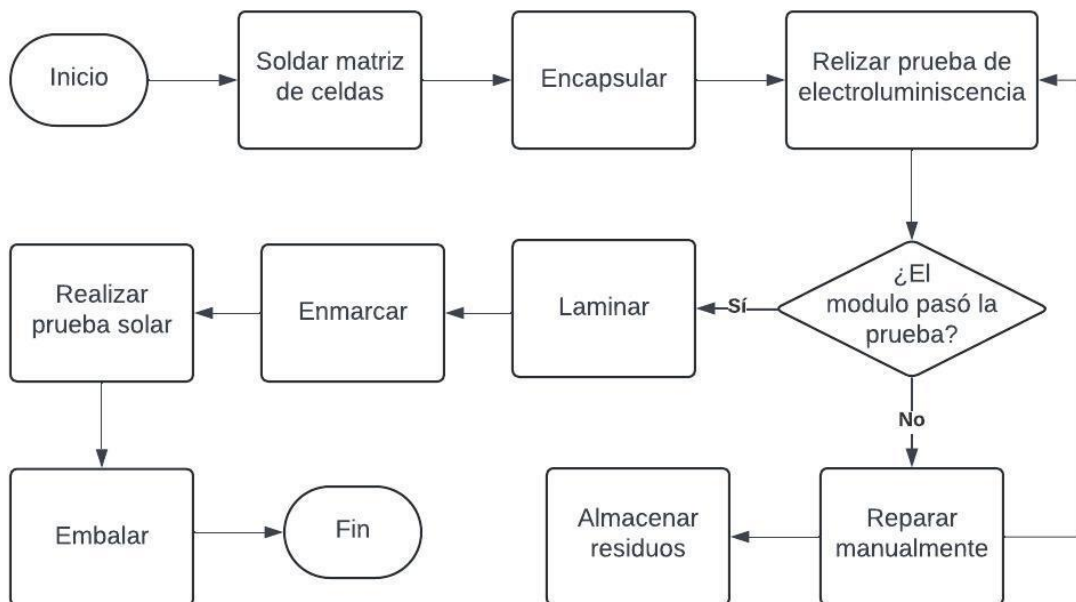 Inicio
Soldar matriz
de celdas
Encapsular
Relizar prueba de
electroluminiscencia
¿El
modulo pasó la
prueba?
Sí
Laminar
Enmarcar
Realizar
prueba solar
No
Embalar
Fin
Almacenar
residuos
Reparar
manualmente